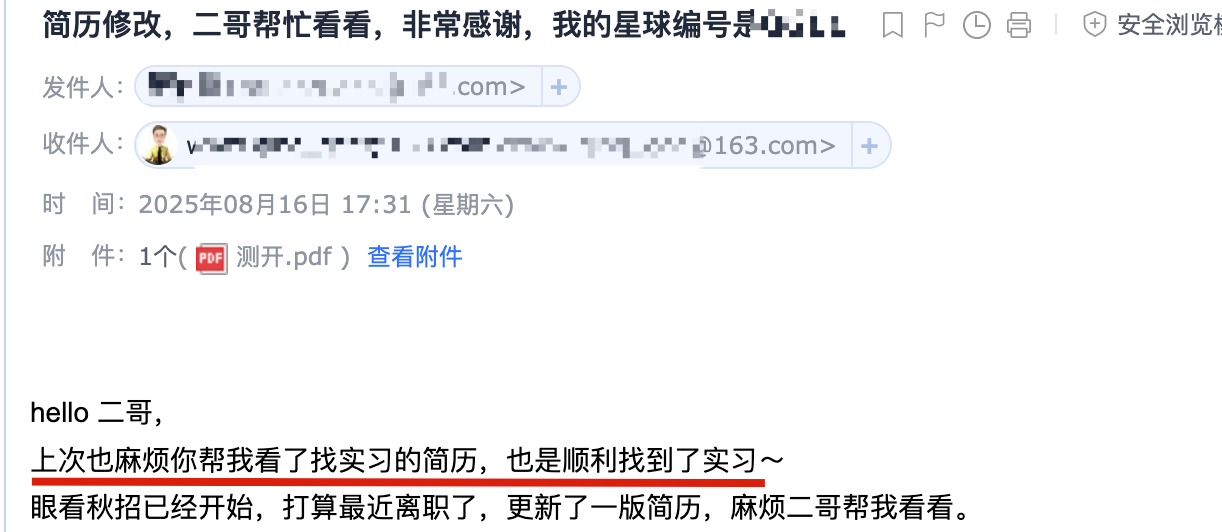 简历修改，二哥帮忙看看，非常感谢，我的星球编号是
安全浏览
发件人： .com> +
收件人： @163.com> +
时 间： 2025年08月16日 17:31 (星期六)
附 件： 1个( PDF 测开.pdf ) 查看附件
hello 二哥，
上次也麻烦你帮我看了找实习的简历，也是顺利找到了实习～
眼看秋招已经开始，打算最近离职了，更新了一版简历，麻烦二哥帮我看看。